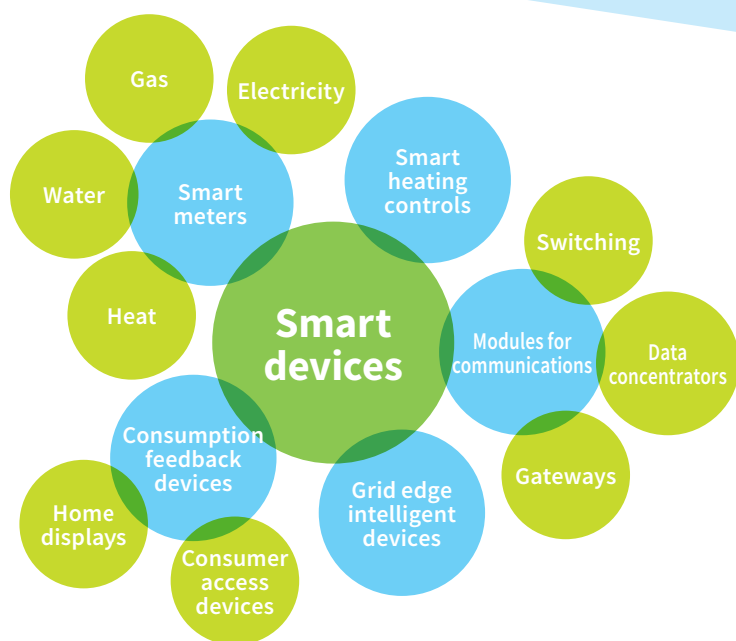 Gas
Electricity
Water
Smart
meters
Heat
Smart
heating
controls
Switching
Smart
devices
Modules for
communications
Data
concentrators
Gateways
Consumption
feedback
devices
Home
displays
Consumer
access
devices
Grid edge
intelligent
devices